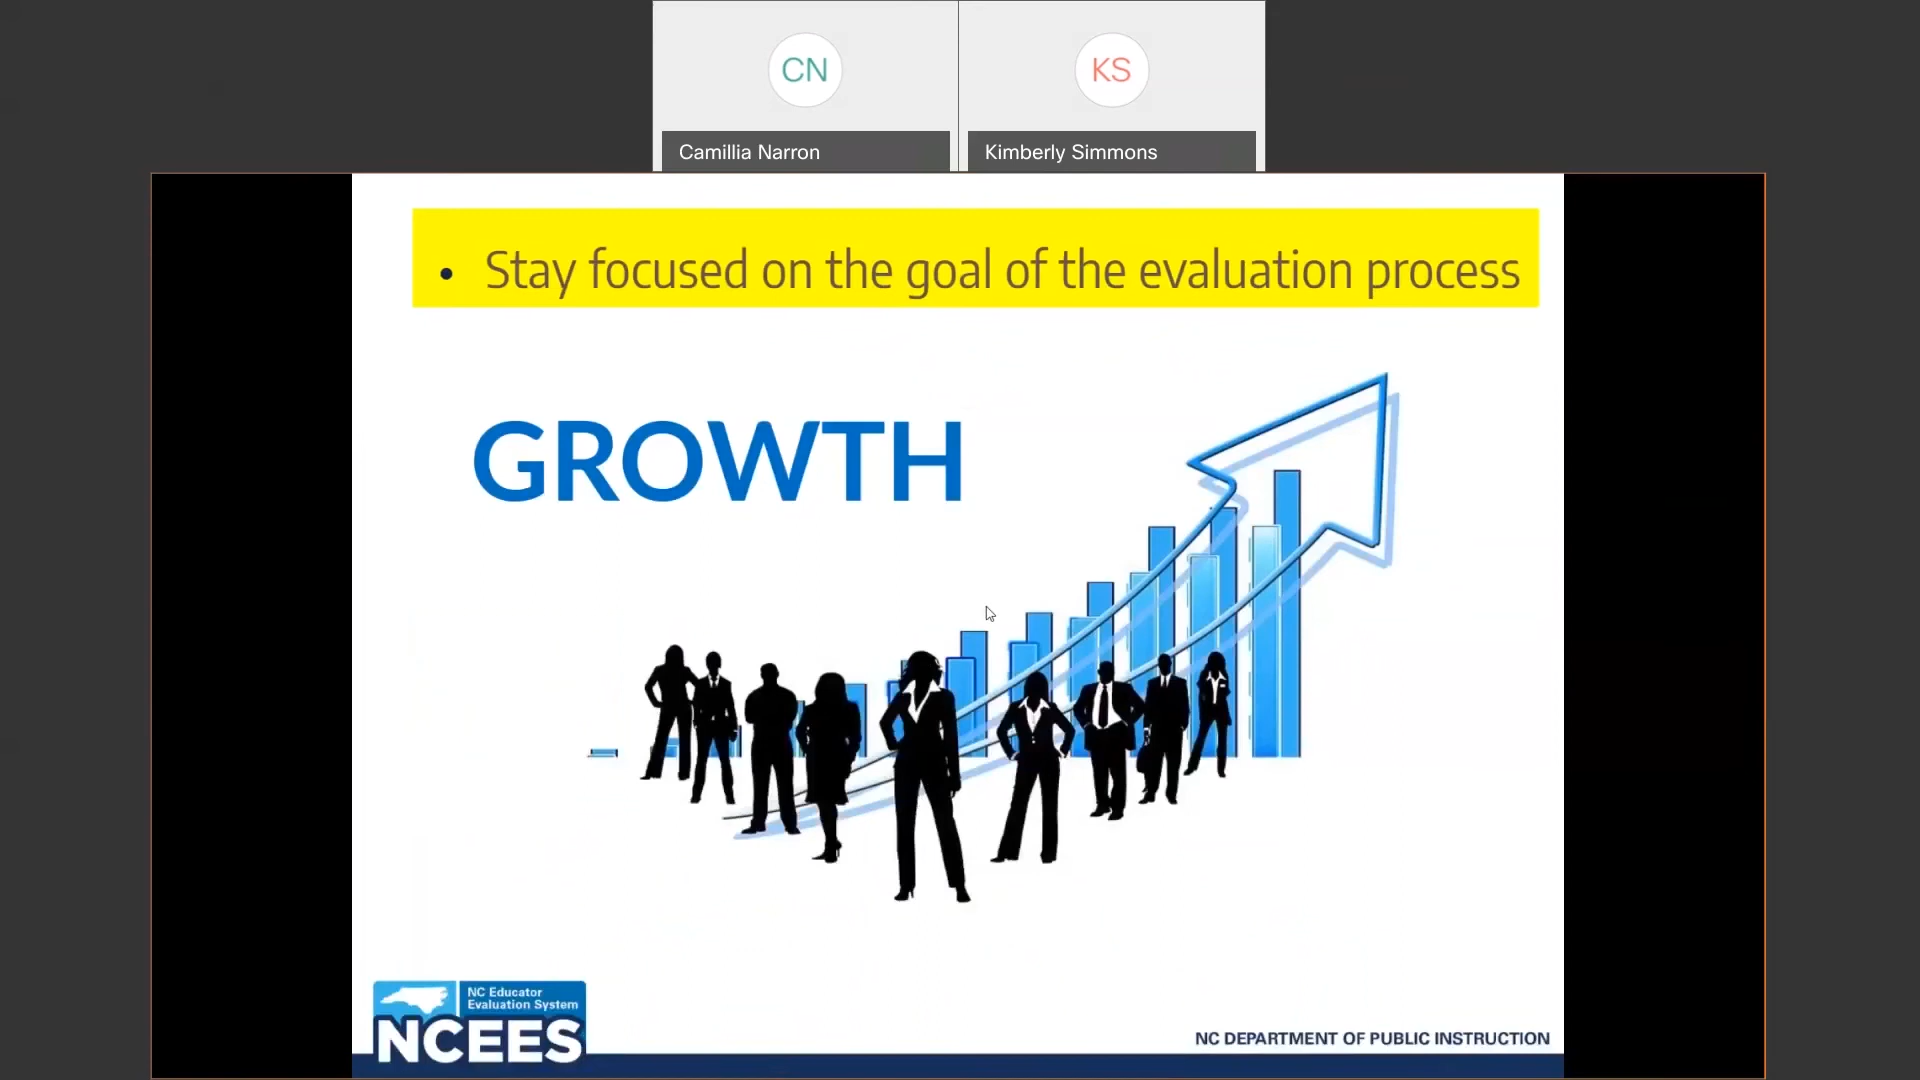 CN
KS
Camillia Narron
Kimberly Simmons
• Stay focused on the goal of the evaluation process
GROWTH
NC Educator
Evaluation System
NCEES
NC DEPARTMENT OF PUBLIC INSTRUCTION